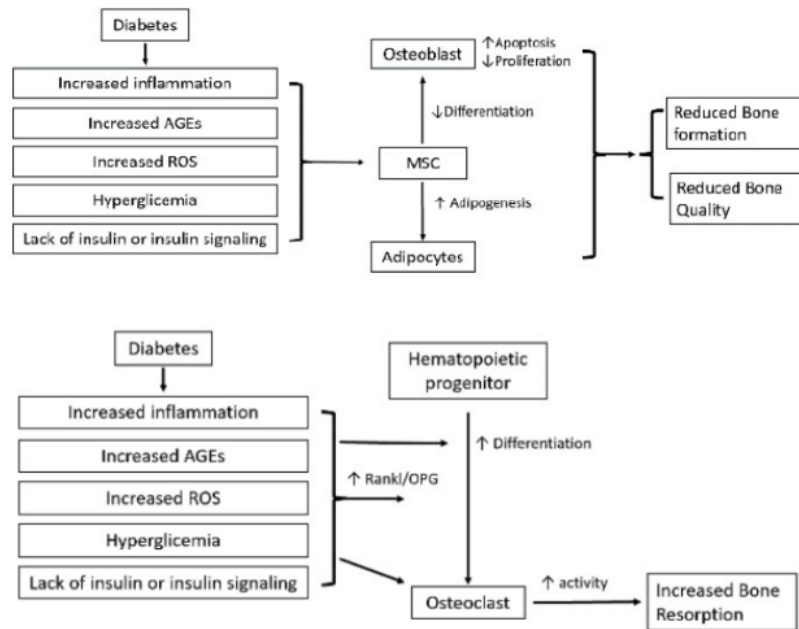 Diabetes
Increased inflammation
Increased AGEs
Increased ROS
Hyperglicemia
Lack of insulin or insulin signaling
Osteoblast
↑Apoptosis
↓Proliferation
↓Differentiation
MSC
↑ Adipogenesis
Adipocytes
Reduced Bone
formation
Reduced Bone
Quality
Diabetes
Increased inflammation
Increased AGEs
Increased ROS
Hyperglicemia
Lack of insulin or insulin signaling
↑ Rankl/OPG
Hematopoietic
progenitor
↑ Differentiation
Osteoclast
↑ activity
Increased Bone
Resorption